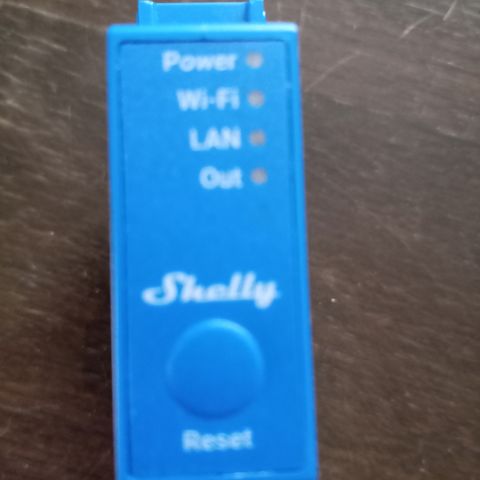 Power
Wi-Fi
LAN
Out
Shelly
Reset